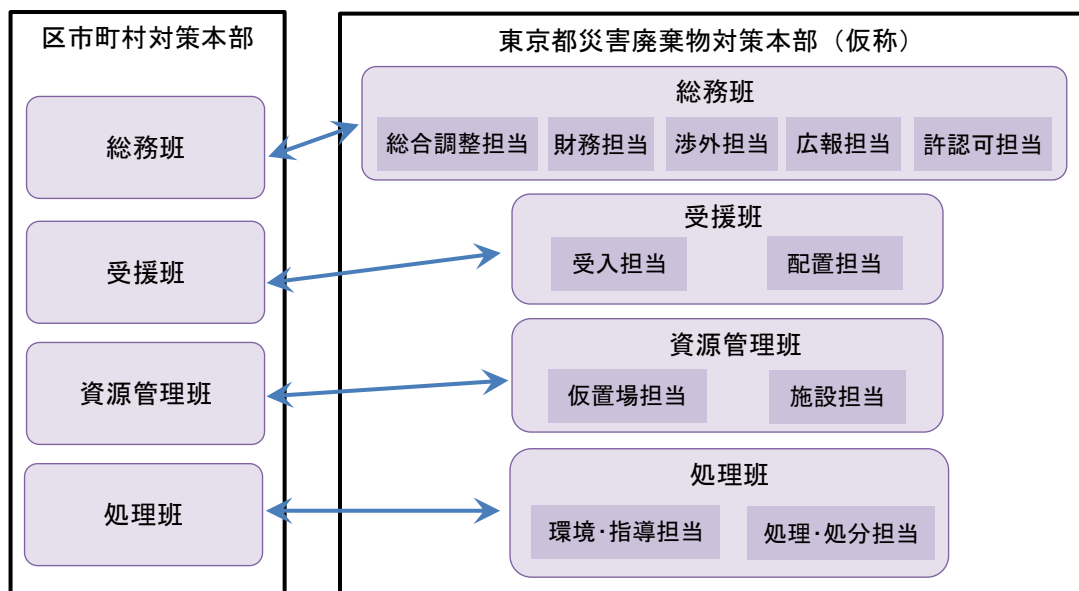 区市町村対策本部
総務班
受援班
資源管理班
処理班
東京都災害廃棄物対策本部（仮称）
総務班
総合調整担当 財務担当 渉外担当 広報担当 許認可担当
受援班
受入担当 配置担当
資源管理班
仮置場担当 施設担当
処理班
環境・指導担当 処理・処分担当